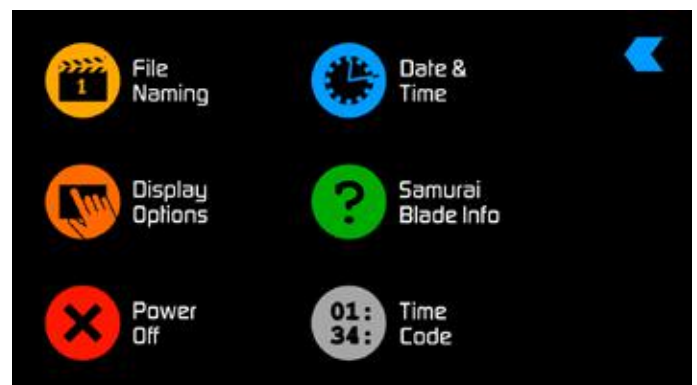 1
File
Naming
Date &
Time
Display
Options
?
Samurai
Blade Info
Power
Off
01:
34:
Time
Code